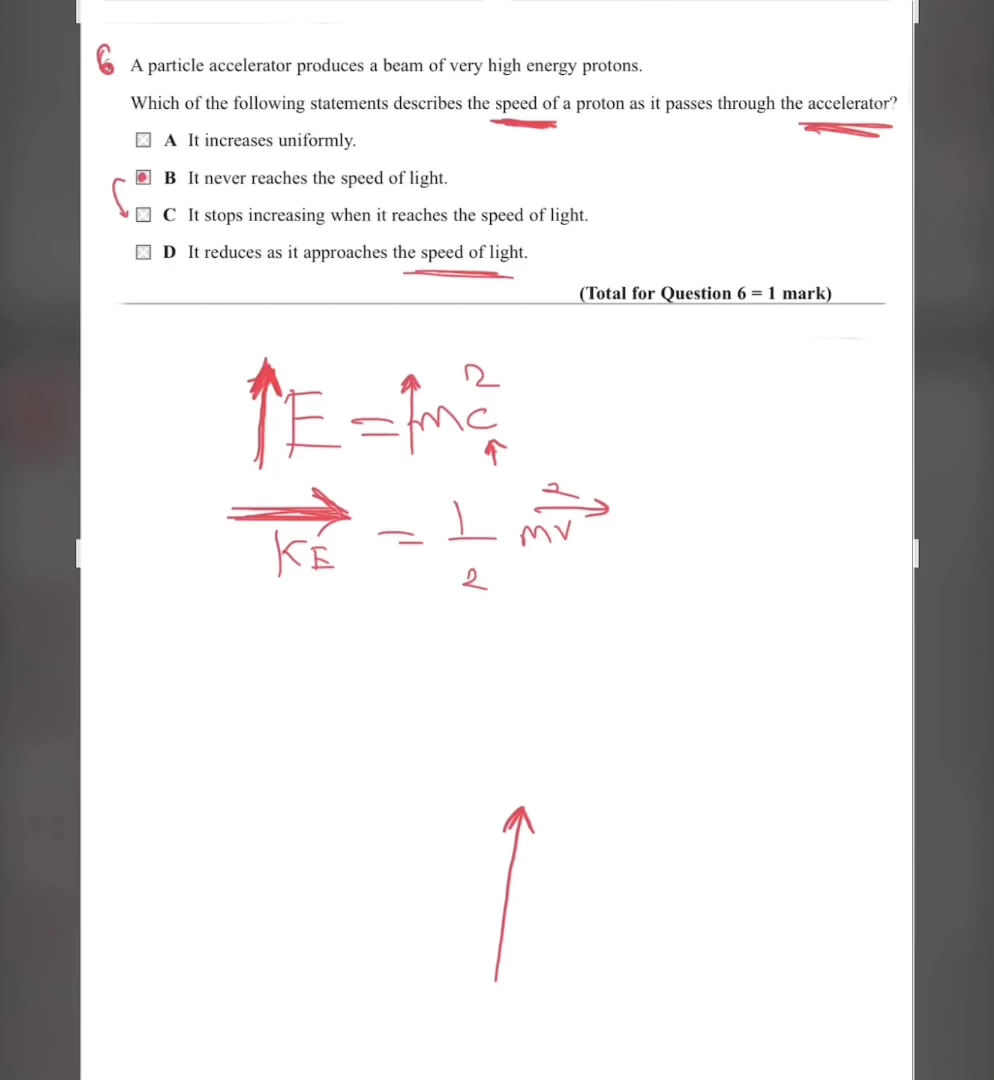 6 A particle accelerator produces a beam of very high energy protons.
Which of the following statements describes the speed of a proton as it passes through the accelerator?
A It increases uniformly.
B It never reaches the speed of light.
C It stops increasing when it reaches the speed of light.
D It reduces as it approaches the speed of light.
(Total for Question 6 = 1 mark)
↑E = ↑mc²
KE = 1/2 mv²